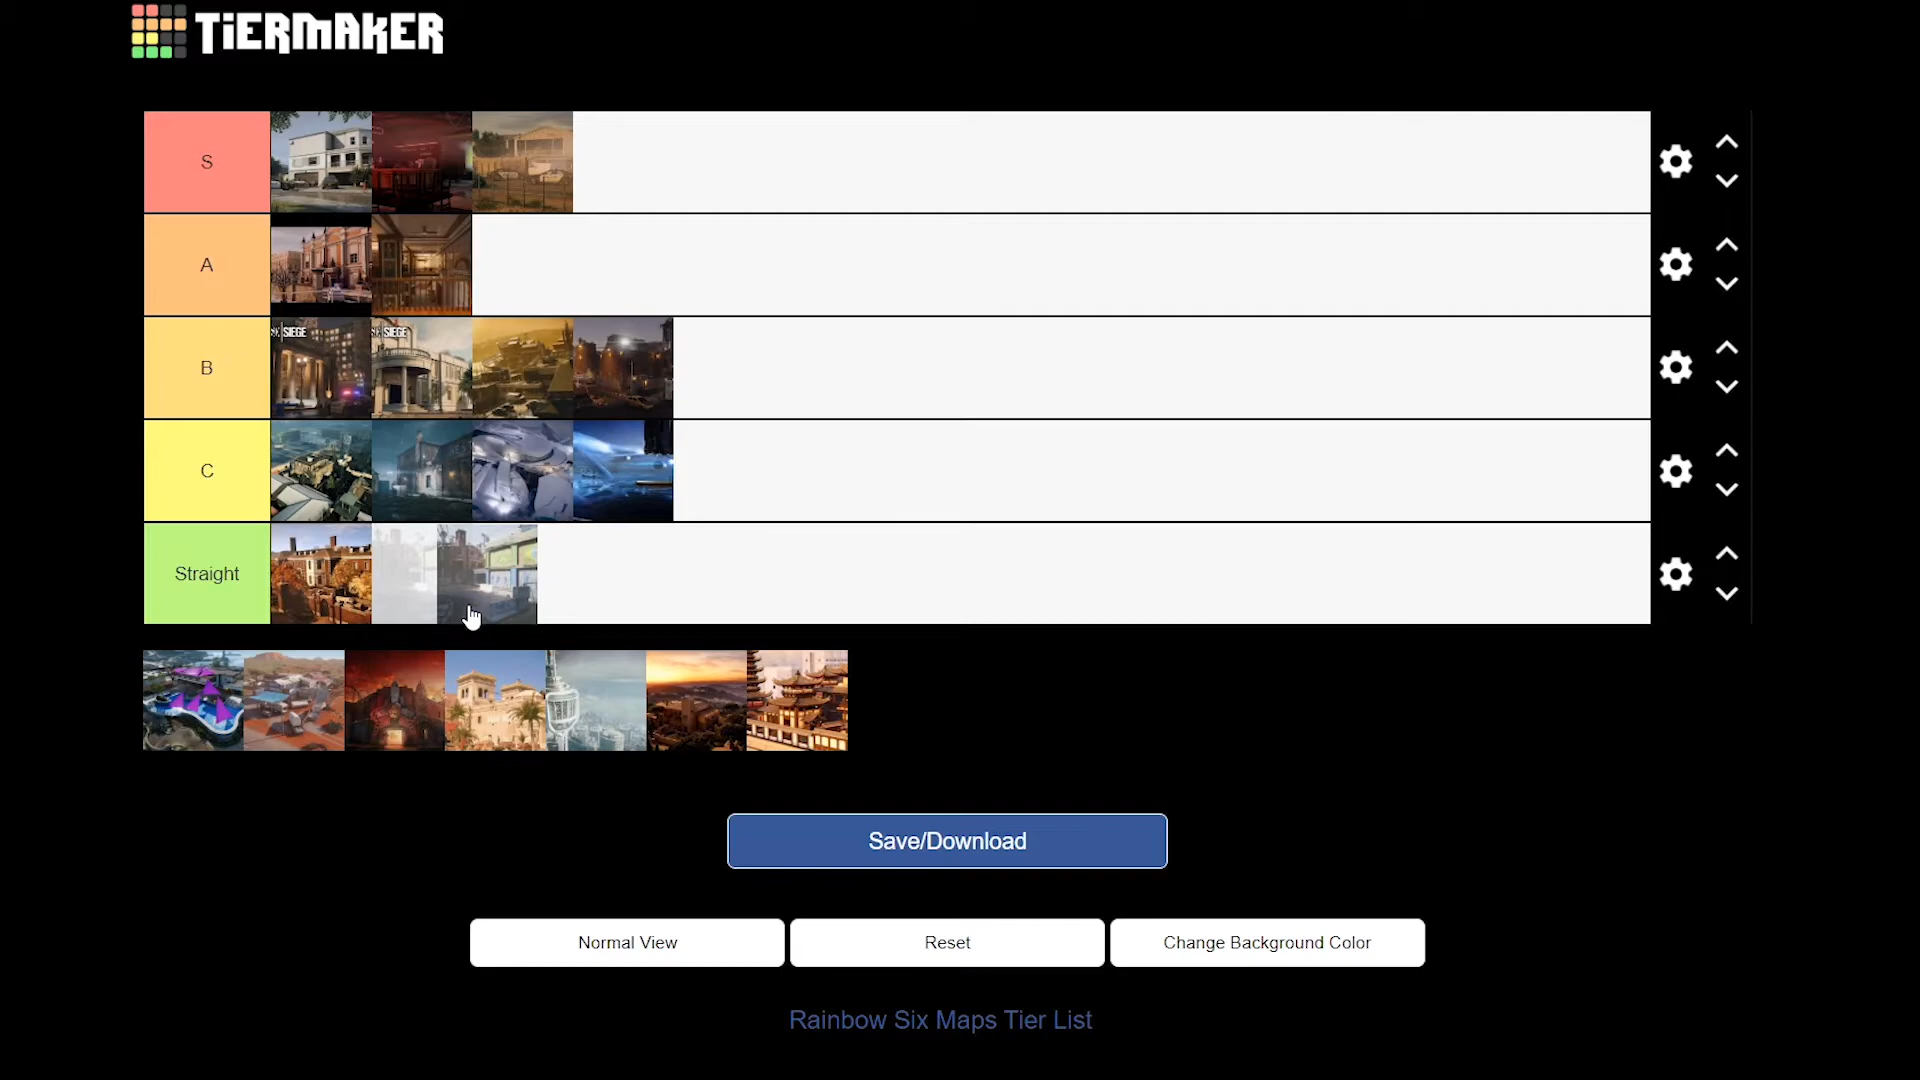 TiERMAKER
S
A
B
SIEGE
SIEGE
C
Straight
Save/Download
Normal View
Reset
Change Background Color
Rainbow Six Maps Tier List